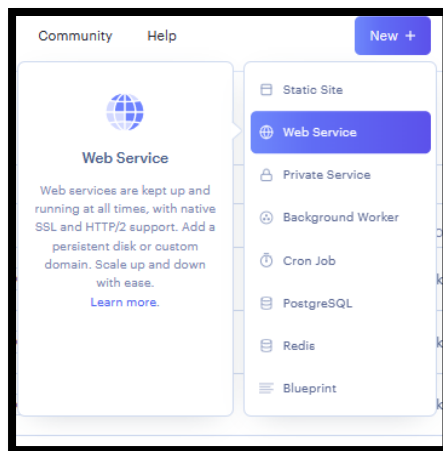 Community Help New +
Web Service
Web services are kept up and
running at all times, with native
SSL and HTTP/2 support. Add a
persistent disk or custom
domain. Scale up and down
with ease.
Learn more.
Static Site
Web Service
Private Service
Background Worker
Cron Job
PostgreSQL
Redis
Blueprint